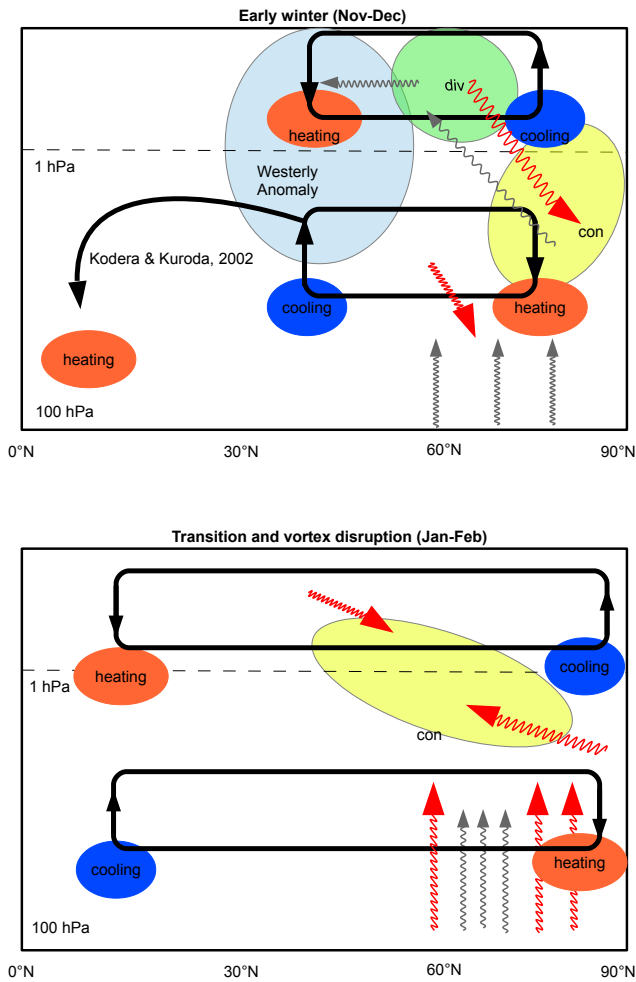 Early winter (Nov-Dec)
div
heating
cooling
1 hPa
Westerly
Anomaly
con
Kodera & Kuroda, 2002
cooling
heating
heating
100 hPa
0°N
30°N
60°N
90°N
Transition and vortex disruption (Jan-Feb)
heating
cooling
1 hPa
con
cooling
heating
100 hPa
0°N
30°N
60°N
90°N